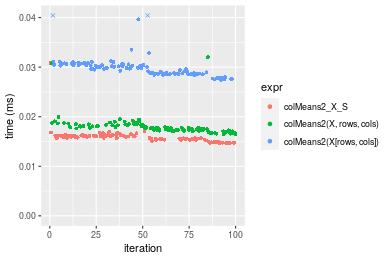 0.04
0.03
0.02
0.01
0.00
time (ms)
0
25
50
75
100
iteration
expr
colMeans2_X_S
colMeans2(X, rows, cols)
colMeans2(X[rows, cols])